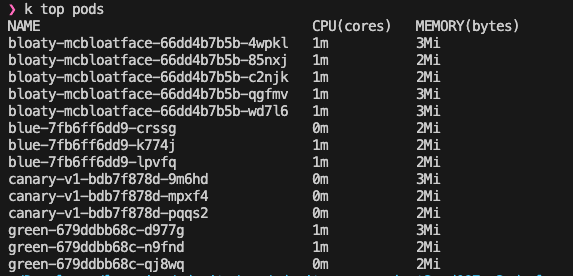 ❯ k top pods
NAME CPU(cores) MEMORY(bytes)
bloaty-mcbloatface-66dd4b7b5b-4wpkl 1m 3Mi
bloaty-mcbloatface-66dd4b7b5b-85nxj 1m 2Mi
bloaty-mcbloatface-66dd4b7b5b-c2njk 1m 2Mi
bloaty-mcbloatface-66dd4b7b5b-qgfmv 1m 3Mi
bloaty-mcbloatface-66dd4b7b5b-wd7l6 1m 3Mi
blue-7fb6ff6dd9-crssg 0m 2Mi
blue-7fb6ff6dd9-k774j 1m 2Mi
blue-7fb6ff6dd9-lpvfq 1m 2Mi
canary-v1-bdb7f878d-9m6hd 0m 3Mi
canary-v1-bdb7f878d-mpxf4 0m 2Mi
canary-v1-bdb7f878d-pqqs2 0m 2Mi
green-679ddbb68c-d977g 1m 3Mi
green-679ddbb68c-n9fnd 1m 2Mi
green-679ddbb68c-qj8wq 0m 2Mi